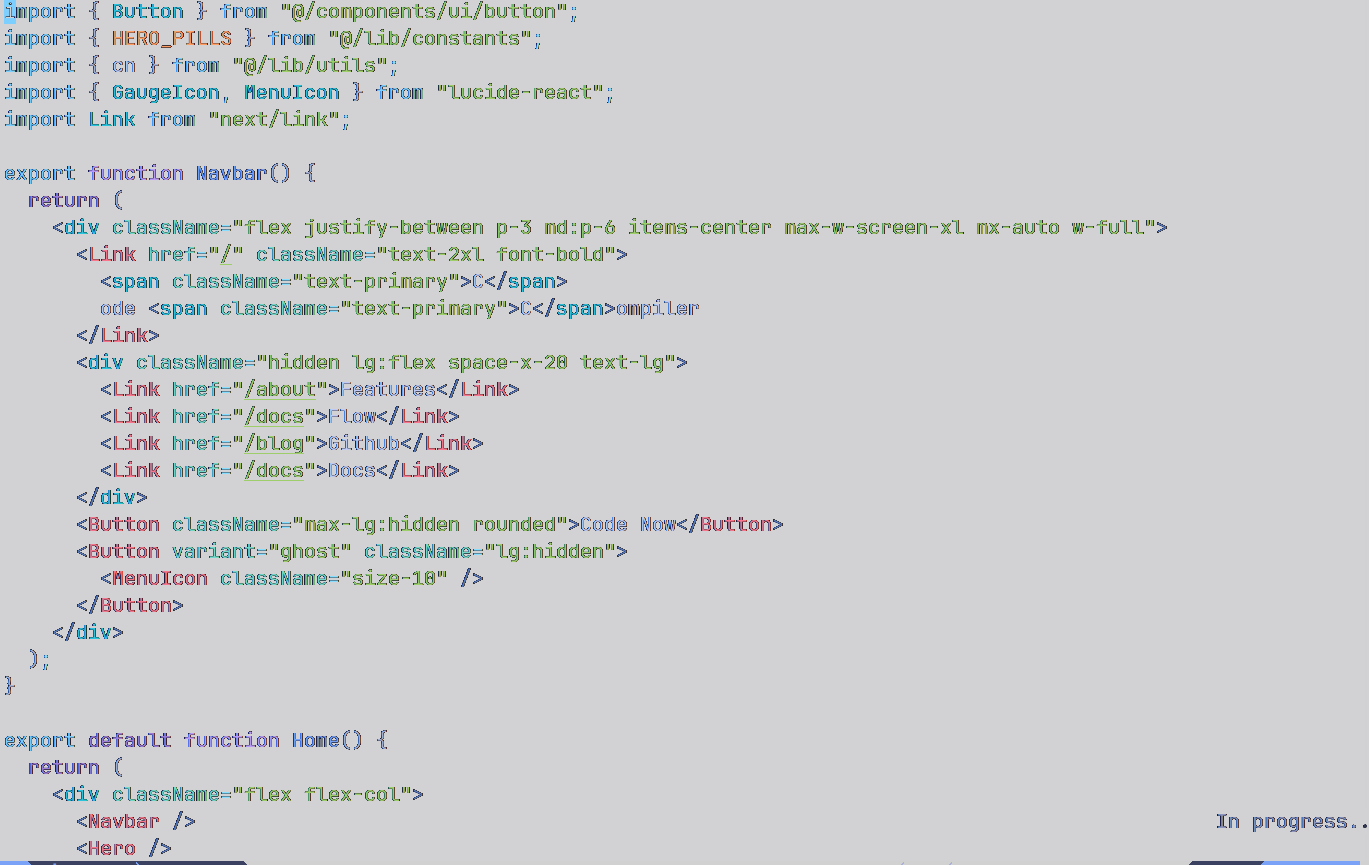 import { Button } from "@/components/ui/button";
import { HERO_PILLS } from "@/lib/constants";
import { cn } from "@/lib/utils";
import { GaugeIcon, MenuIcon } from "lucide-react";
import Link from "next/link";

export function Navbar() {
  return (
    <div className="flex justify-between p-3 md:p-6 items-center max-w-screen-xl mx-auto w-full">
      <Link href="/" className="text-2xl font-bold">
        <span className="text-primary">C</span>
        ode <span className="text-primary">C</span>ompiler
      </Link>
      <div className="hidden lg:flex space-x-20 text-lg">
        <Link href="/about">Features</Link>
        <Link href="/docs">Flow</Link>
        <Link href="/blog">Github</Link>
        <Link href="/docs">Docs</Link>
      </div>
      <Button className="max-lg:hidden rounded">Code Now</Button>
      <Button variant="ghost" className="lg:hidden">
        <MenuIcon className="size-10" />
      </Button>
    </div>
  );
}

export default function Home() {
  return (
    <div className="flex flex-col">
      <Navbar />
In progress..
      <Hero />